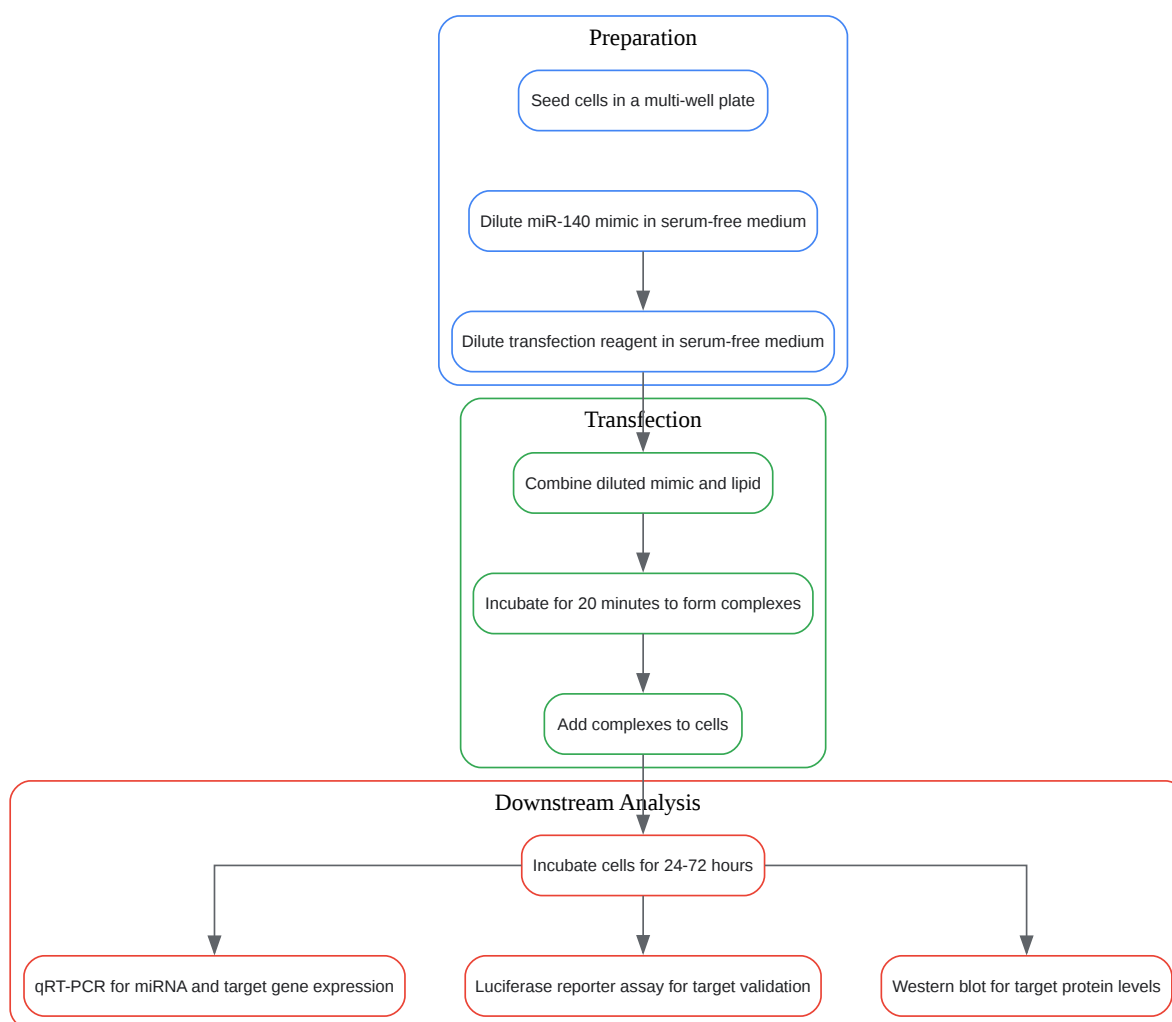 Preparation
Seed cells in a multi-well plate
Dilute miR-140 mimic in serum-free medium
Dilute transfection reagent in serum-free medium
Transfection
Combine diluted mimic and lipid
Incubate for 20 minutes to form complexes
Add complexes to cells
Downstream Analysis
Incubate cells for 24-72 hours
qRT-PCR for miRNA and target gene expression
Luciferase reporter assay for target validation
Western blot for target protein levels